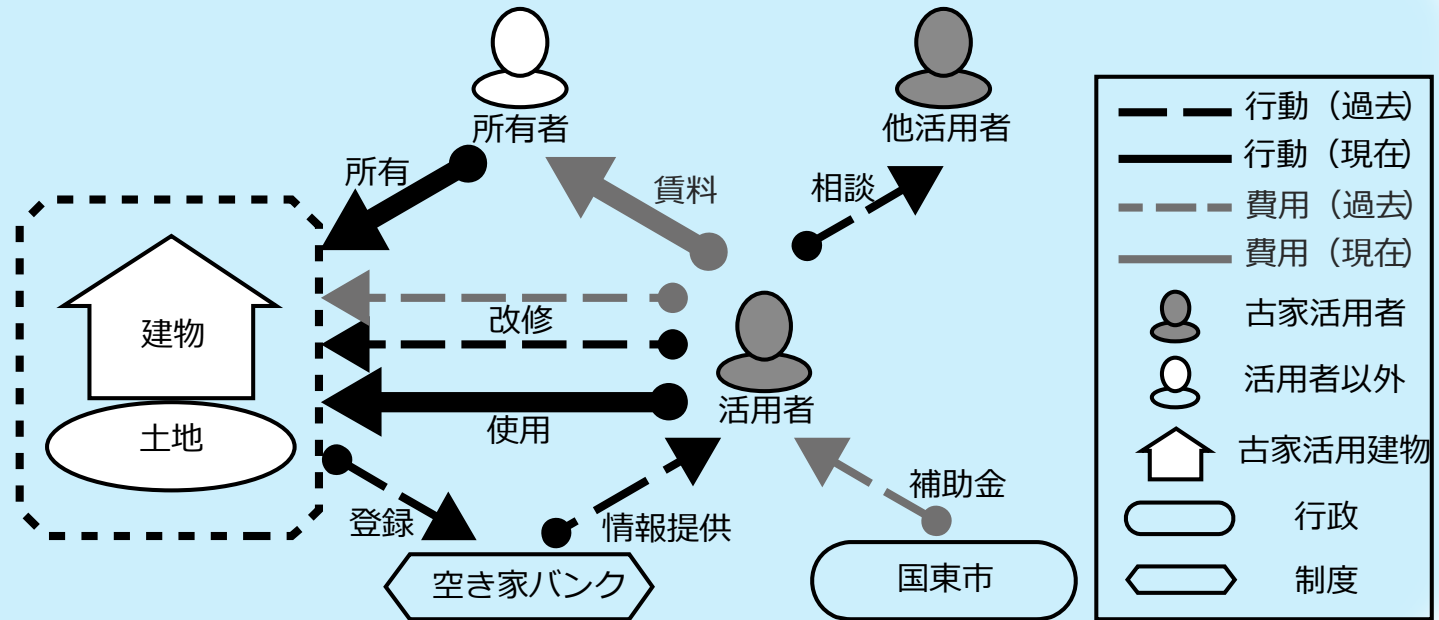 所有者
他活用者
所有
賃料
相談
建物
土地
改修
使用
活用者
登録
情報提供
補助金
空き家バンク
国東市
行動（過去）
行動（現在）
費用（過去）
費用（現在）
古家活用者
活用者以外
古家活用建物
行政
制度